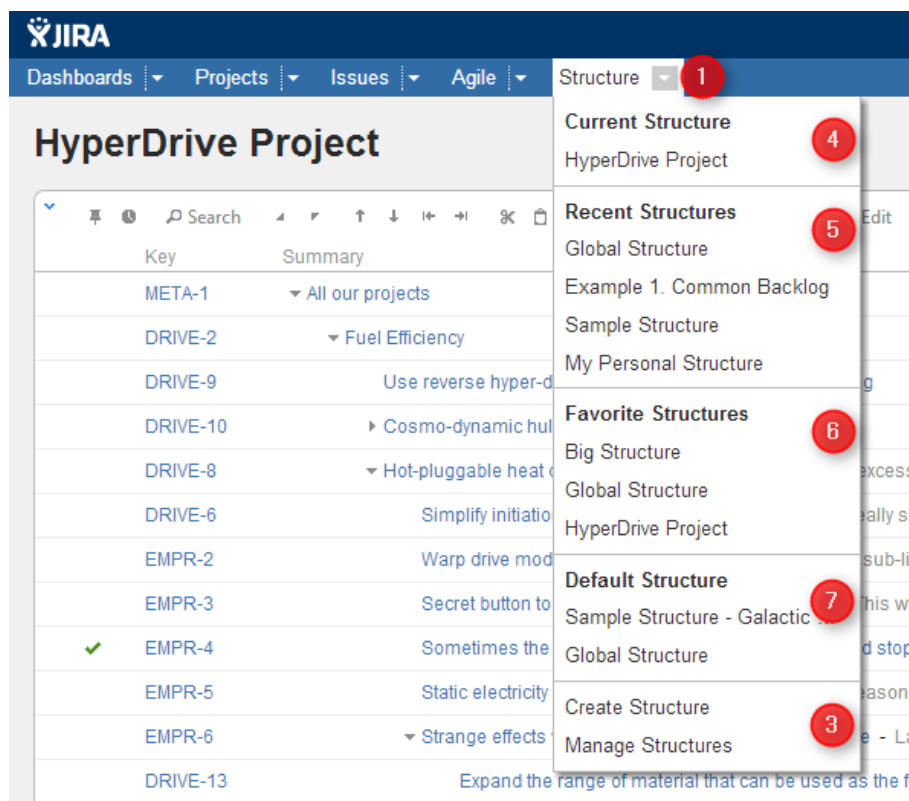 JIRA
Dashboards Projects Issues Agile Structure 1
HyperDrive Project
Current Structure 4
HyperDrive Project
Search Edit
Recent Structures 5
Global Structure
Example 1. Common Backlog
Sample Structure
My Personal Structure
Favorite Structures 6
Big Structure
Global Structure
HyperDrive Project
Default Structure 7
Sample Structure - Galactic ...
Global Structure
Create Structure 3
Manage Structures
Key Summary
META-1 All our projects
DRIVE-2 Fuel Efficiency
DRIVE-9 Use reverse hyper-d g
DRIVE-10 Cosmo-dynamic hul
DRIVE-8 Hot-pluggable heat excess
DRIVE-6 Simplify initiatio eally s
EMPR-2 Warp drive mod sub-li
EMPR-3 Secret button to his w
EMPR-4 Sometimes the d stop
EMPR-5 Static electricity eason
EMPR-6 Strange effects e - La
DRIVE-13 Expand the range of material that can be used as the f